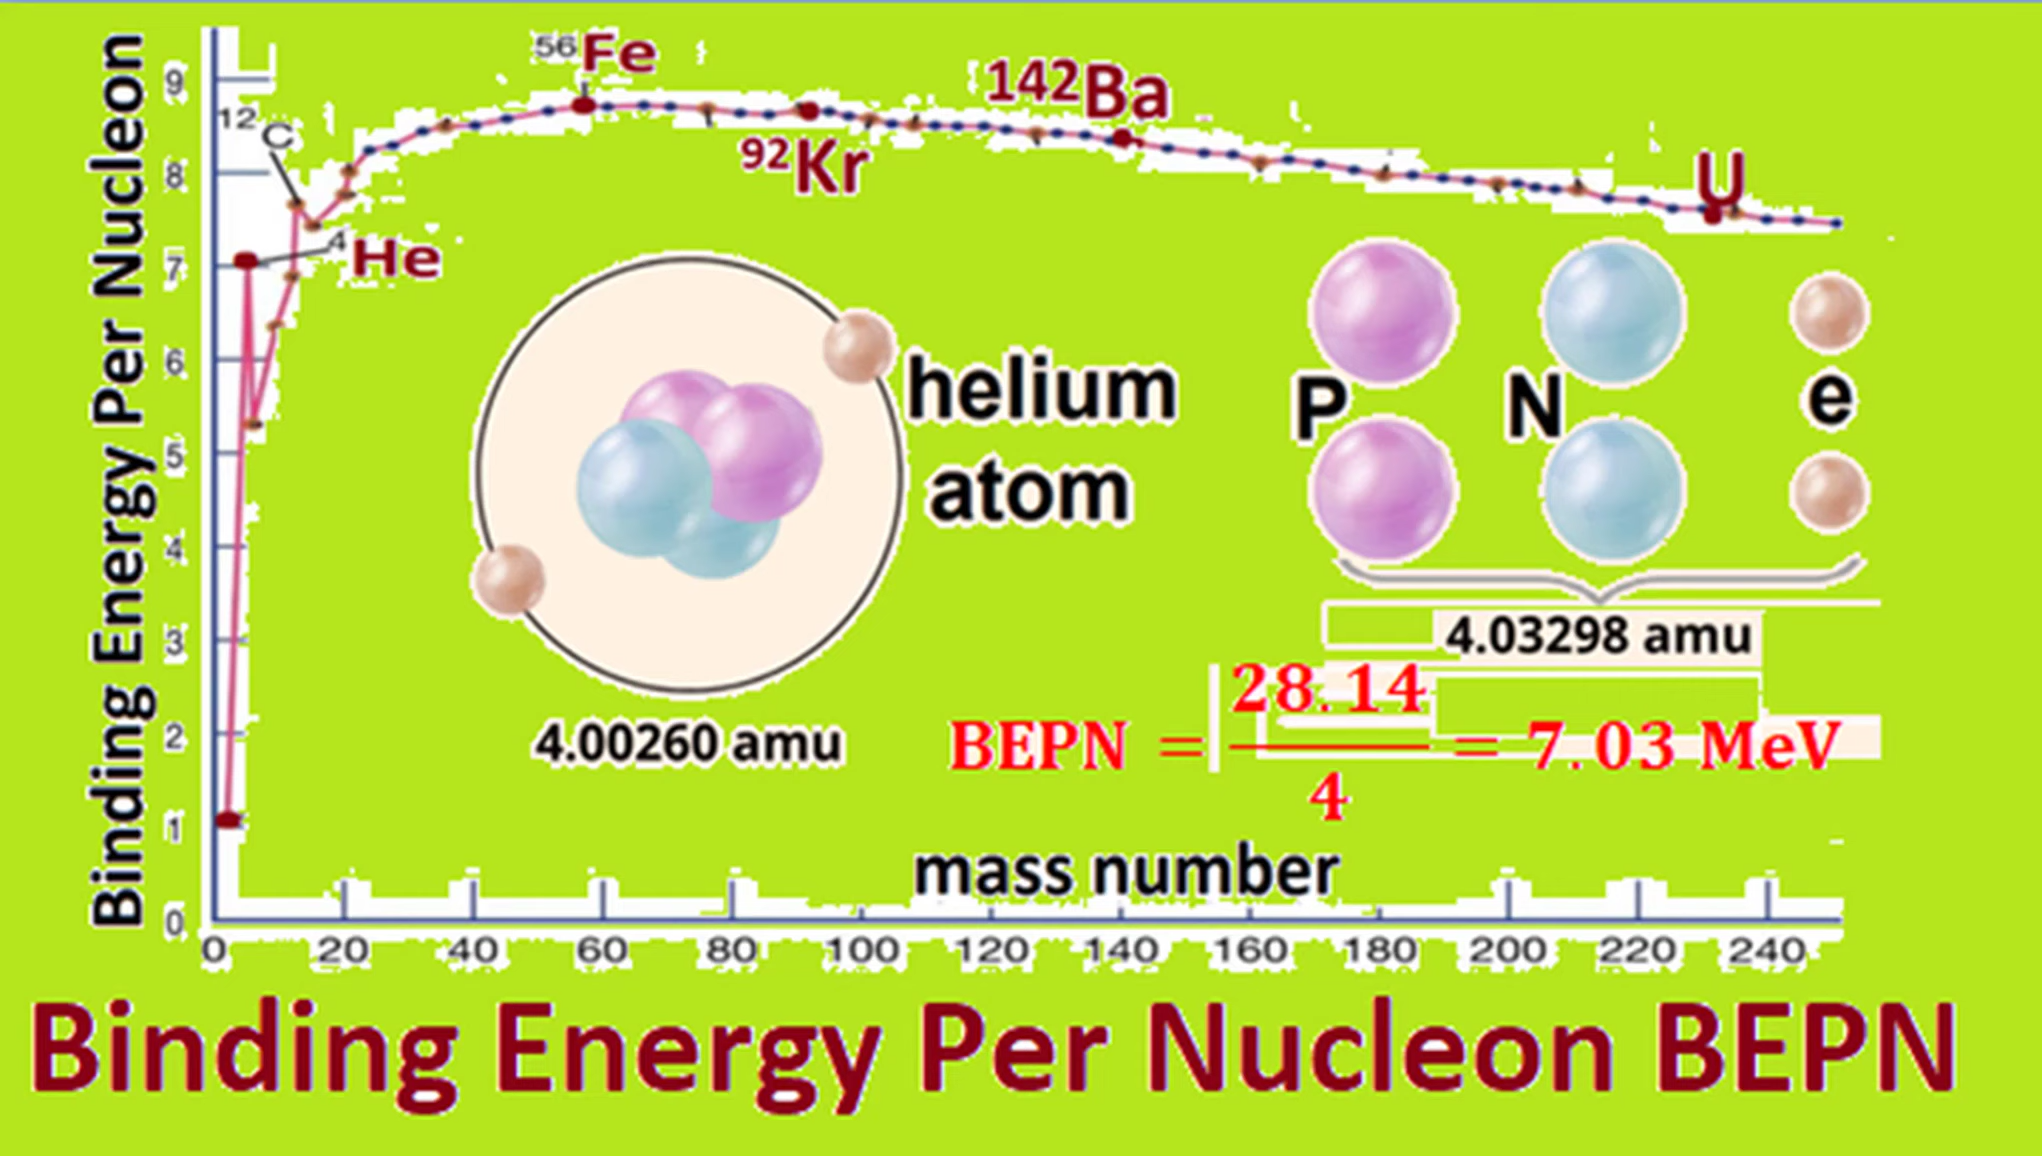 Binding Energy Per Nucleon
9
8
7
6
5
4
3
2
1
0
⁵⁶Fe
¹²C
⁴He
⁹²Kr
¹⁴²Ba
U
helium
atom
4.00260 amu
P N e
4.03298 amu
BEPN = 28.14/4 = 7.03 MeV
mass number
0 20 40 60 80 100 120 140 160 180 200 220 240
Binding Energy Per Nucleon BEPN